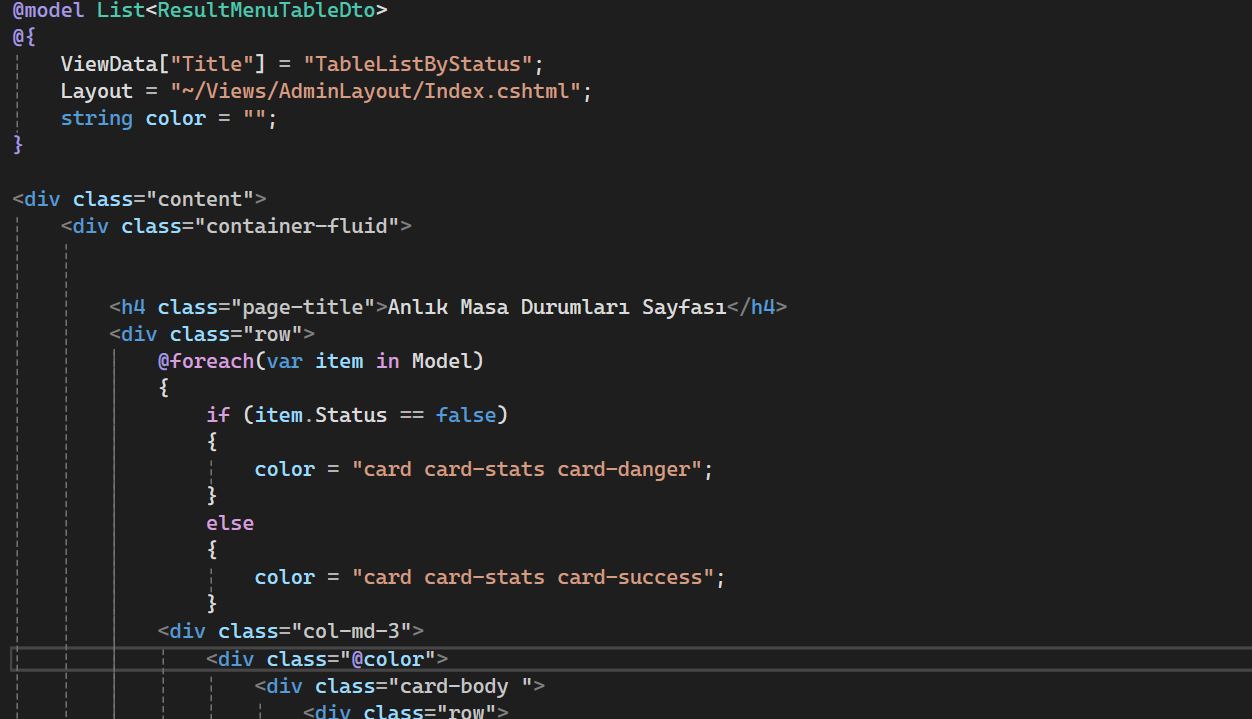 @model List<ResultMenuTableDto>
@{
    ViewData["Title"] = "TableListByStatus";
    Layout = "~/Views/AdminLayout/Index.cshtml";
    string color = "";
}
<div class="content">
    <div class="container-fluid">
        <h4 class="page-title">Anlık Masa Durumları Sayfası</h4>
        <div class="row">
            @foreach(var item in Model)
            {
                if (item.Status == false)
                {
                    color = "card card-stats card-danger";
                }
                else
                {
                    color = "card card-stats card-success";
                }
            <div class="col-md-3">
                <div class="@color">
                    <div class="card-body ">
                        <div class="row">